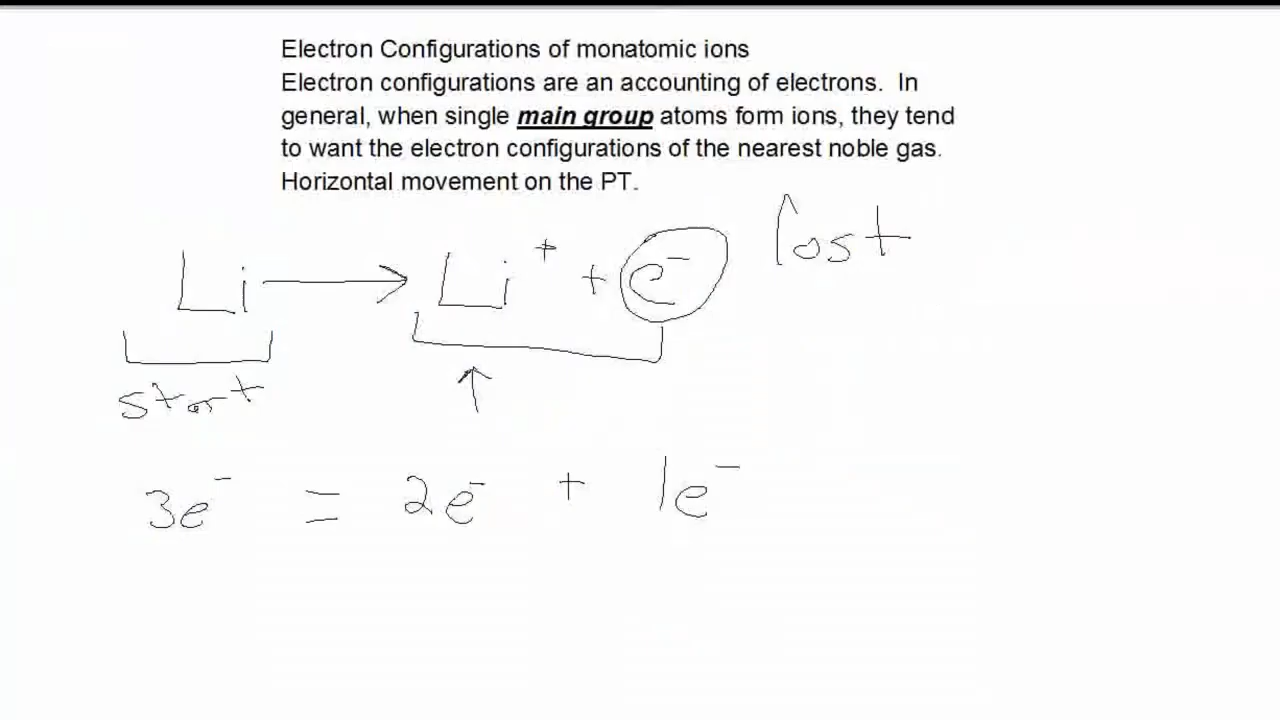 Electron Configurations of monatomic ions
Electron configurations are an accounting of electrons. In
general, when single main group atoms form ions, they tend
to want the electron configurations of the nearest noble gas.
Horizontal movement on the PT.
Li → Li⁺ + e⁻ lost
start
3e⁻ = 2e⁻ + 1e⁻